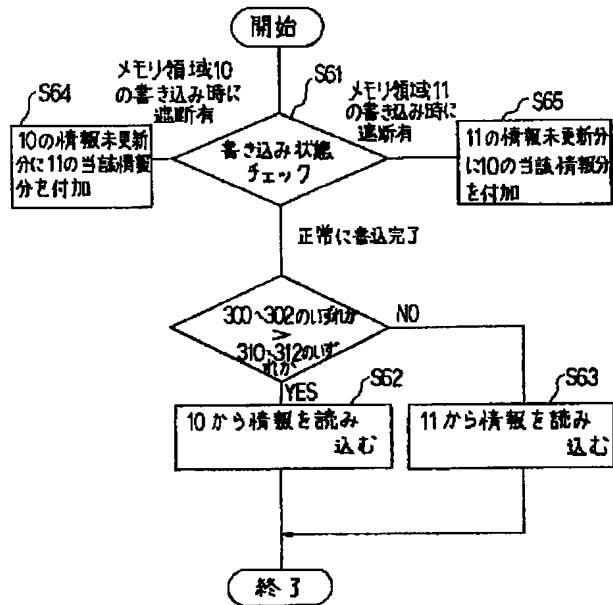 開始
メモリ領域10
の書き込み時に
遮断有
S61
メモリ領域11
の書き込み時に
遮断有
S64
10の情報未更新
分に11の当該情報
分を付加
書き込み状態
チェック
S65
11の情報未更新分
に10の当該情報分
を付加
正常に書込完了
300~302のいずれか
>
310~312のいず
れか
NO
YES
S62
10から情報を読み
込む
S63
11から情報を読み
込む
終了